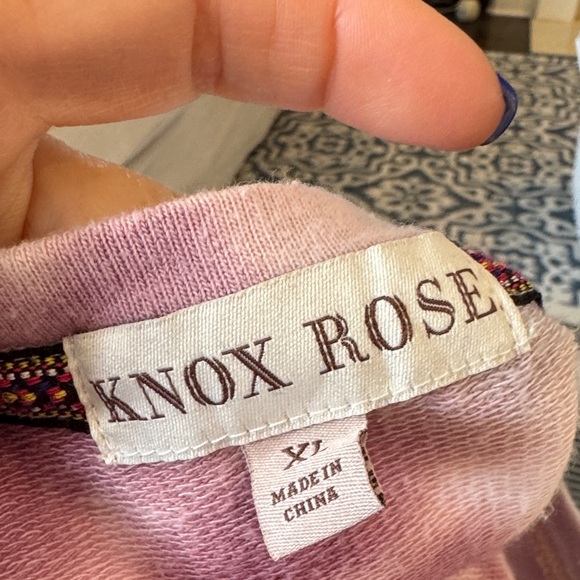 KNOX ROSE
XL
MADE IN
CHINA